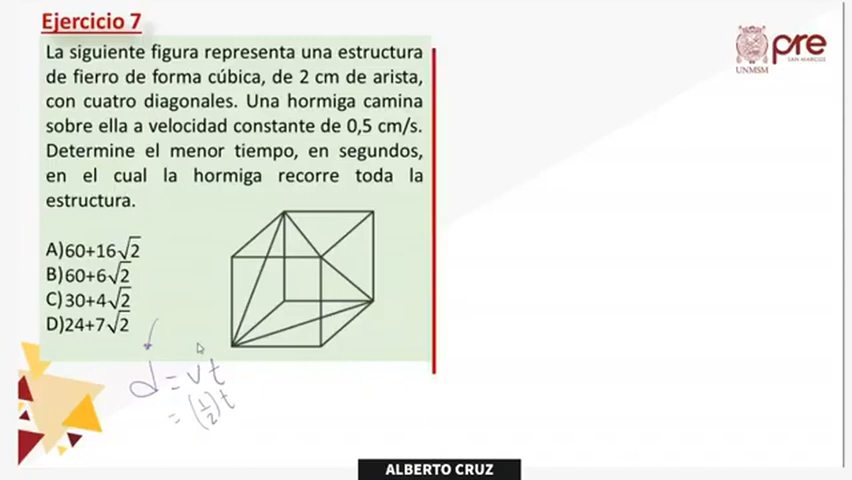 Ejercicio 7
La siguiente figura representa una estructura
de fierro de forma cúbica, de 2 cm de arista,
con cuatro diagonales. Una hormiga camina
sobre ella a velocidad constante de 0,5 cm/s.
Determine el menor tiempo, en segundos,
en el cual la hormiga recorre toda la
estructura.
A)60+16√2
B)60+6√2
C)30+4√2
D)24+7√2
d = vt
= (1/2)t
UNMSM
pre
SAN MARCOS
ALBERTO CRUZ